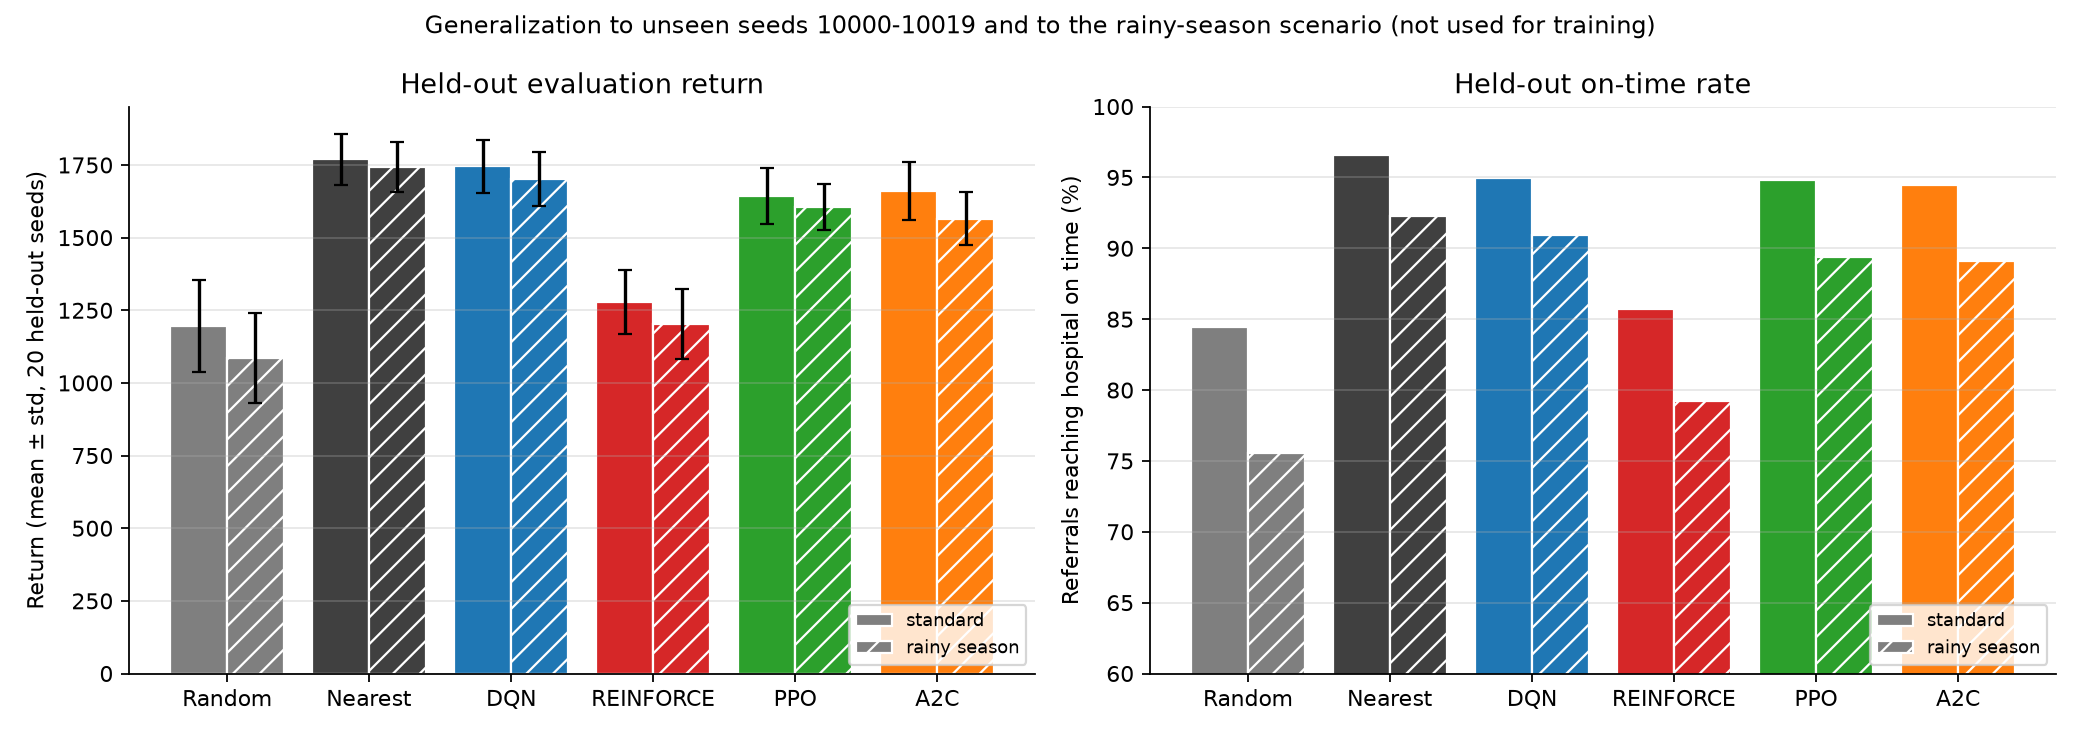 Generalization to unseen seeds 10000-10019 and to the rainy-season scenario (not used for training)
Held-out evaluation return
Return (mean ± std, 20 held-out seeds)
1750
1500
1250
1000
750
500
250
0
Random
Nearest
DQN
REINFORCE
PPO
A2C
standard
rainy season
Held-out on-time rate
Referrals reaching hospital on time (%)
100
95
90
85
80
75
70
65
60
Random
Nearest
DQN
REINFORCE
PPO
A2C
standard
rainy season